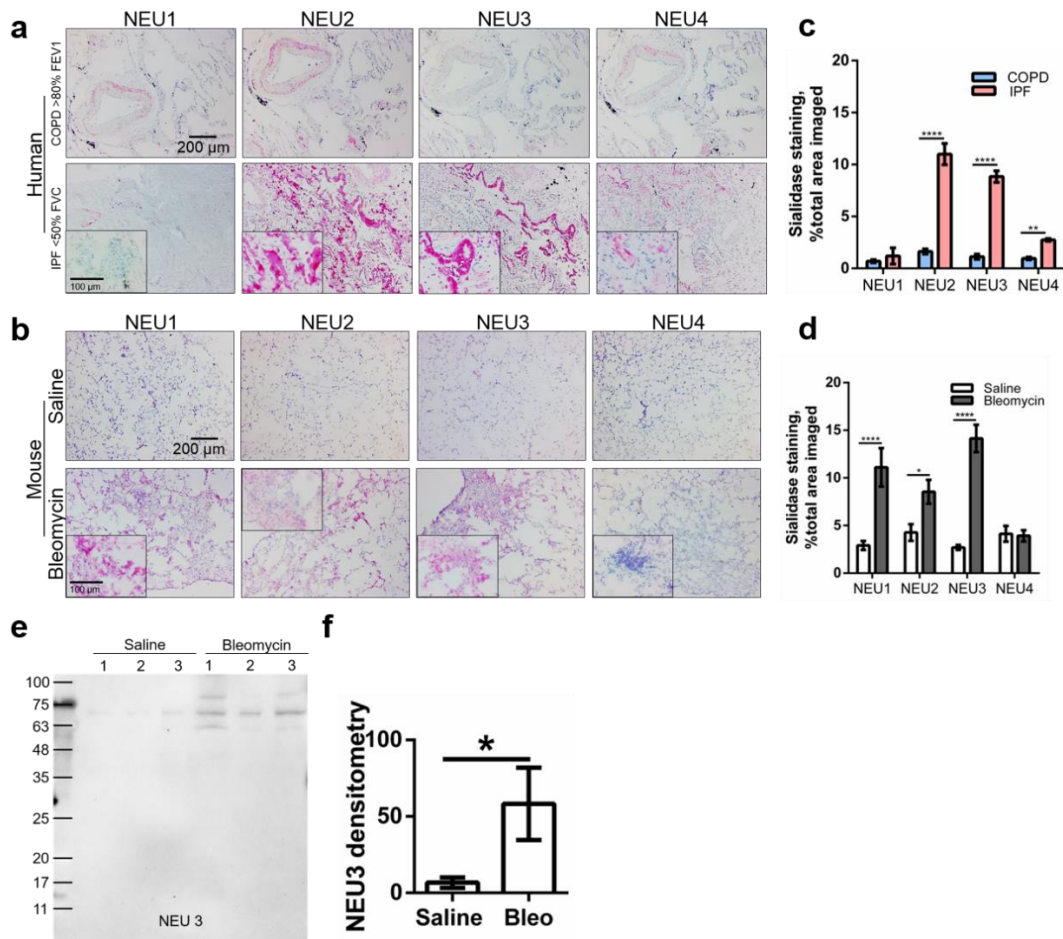 a
NEU1 NEU2 NEU3 NEU4
Human
COPD >80% FEV1
200 µm
IPF <50% FVC
100 µm
b
NEU1 NEU2 NEU3 NEU4
Mouse
Saline
200 µm
Bleomycin
100 µm
c
Sialidase staining,
%total area imaged
20
15
10
5
0
COPD
IPF
****
****
**
NEU1 NEU2 NEU3 NEU4
d
Sialidase staining,
%total area imaged
20
15
10
5
0
Saline
Bleomycin
****
*
****
NEU1 NEU2 NEU3 NEU4
e
Saline Bleomycin
1 2 3 1 2 3
100
75
63
48
35
25
20
17
11
NEU 3
f
NEU3 densitometry
100
50
0
*
Saline Bleo